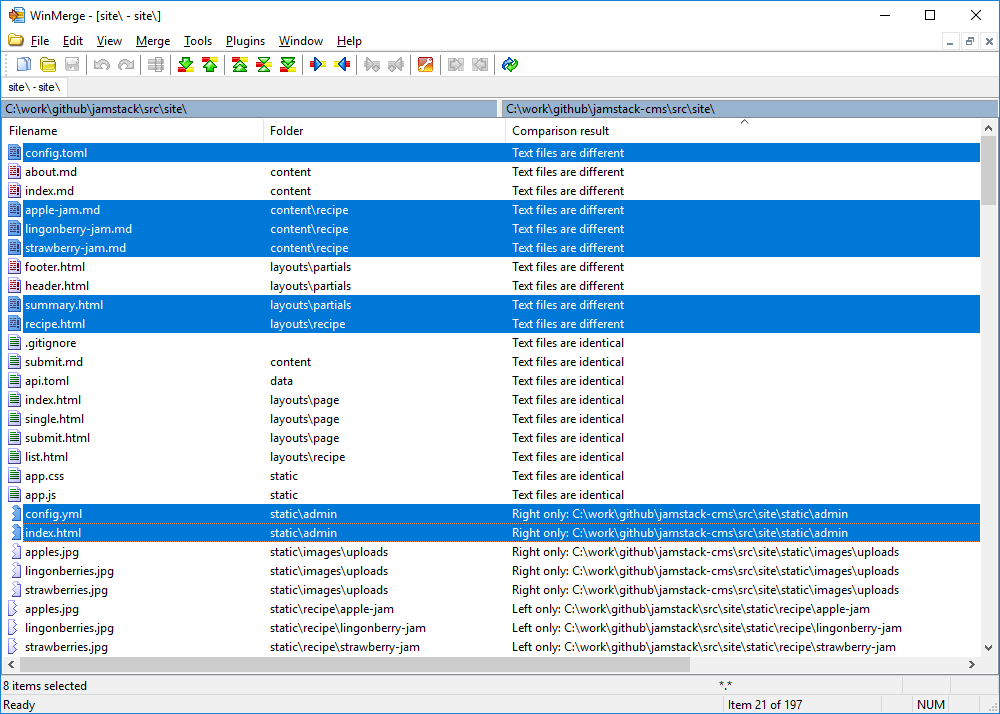 WinMerge - [site\ - site\]
File Edit View Merge Tools Plugins Window Help
site\ - site\
C:\work\github\jamstack\src\site\ C:\work\github\jamstack-cms\src\site\
Filename Folder Comparison result
config.toml Text files are different
about.md content Text files are different
index.md content Text files are different
apple-jam.md content\recipe Text files are different
lingonberry-jam.md content\recipe Text files are different
strawberry-jam.md content\recipe Text files are different
footer.html layouts\partials Text files are different
header.html layouts\partials Text files are different
summary.html layouts\partials Text files are different
recipe.html layouts\recipe Text files are different
.gitignore Text files are identical
submit.md content Text files are identical
api.toml data Text files are identical
index.html layouts\page Text files are identical
single.html layouts\page Text files are identical
submit.html layouts\page Text files are identical
list.html layouts\recipe Text files are identical
app.css static Text files are identical
app.js static Text files are identical
config.yml static\admin Right only: C:\work\github\jamstack-cms\src\site\static\admin
index.html static\admin Right only: C:\work\github\jamstack-cms\src\site\static\admin
apples.jpg static\images\uploads Right only: C:\work\github\jamstack-cms\src\site\static\images\uploads
lingonberries.jpg static\images\uploads Right only: C:\work\github\jamstack-cms\src\site\static\images\uploads
strawberries.jpg static\images\uploads Right only: C:\work\github\jamstack-cms\src\site\static\images\uploads
apples.jpg static\recipe\apple-jam Left only: C:\work\github\jamstack\src\site\static\recipe\apple-jam
lingonberries.jpg static\recipe\lingonberry-jam Left only: C:\work\github\jamstack\src\site\static\recipe\lingonberry-jam
strawberries.jpg static\recipe\strawberry-jam Left only: C:\work\github\jamstack\src\site\static\recipe\strawberry-jam
8 items selected *.*
Ready Item 21 of 197 NUM